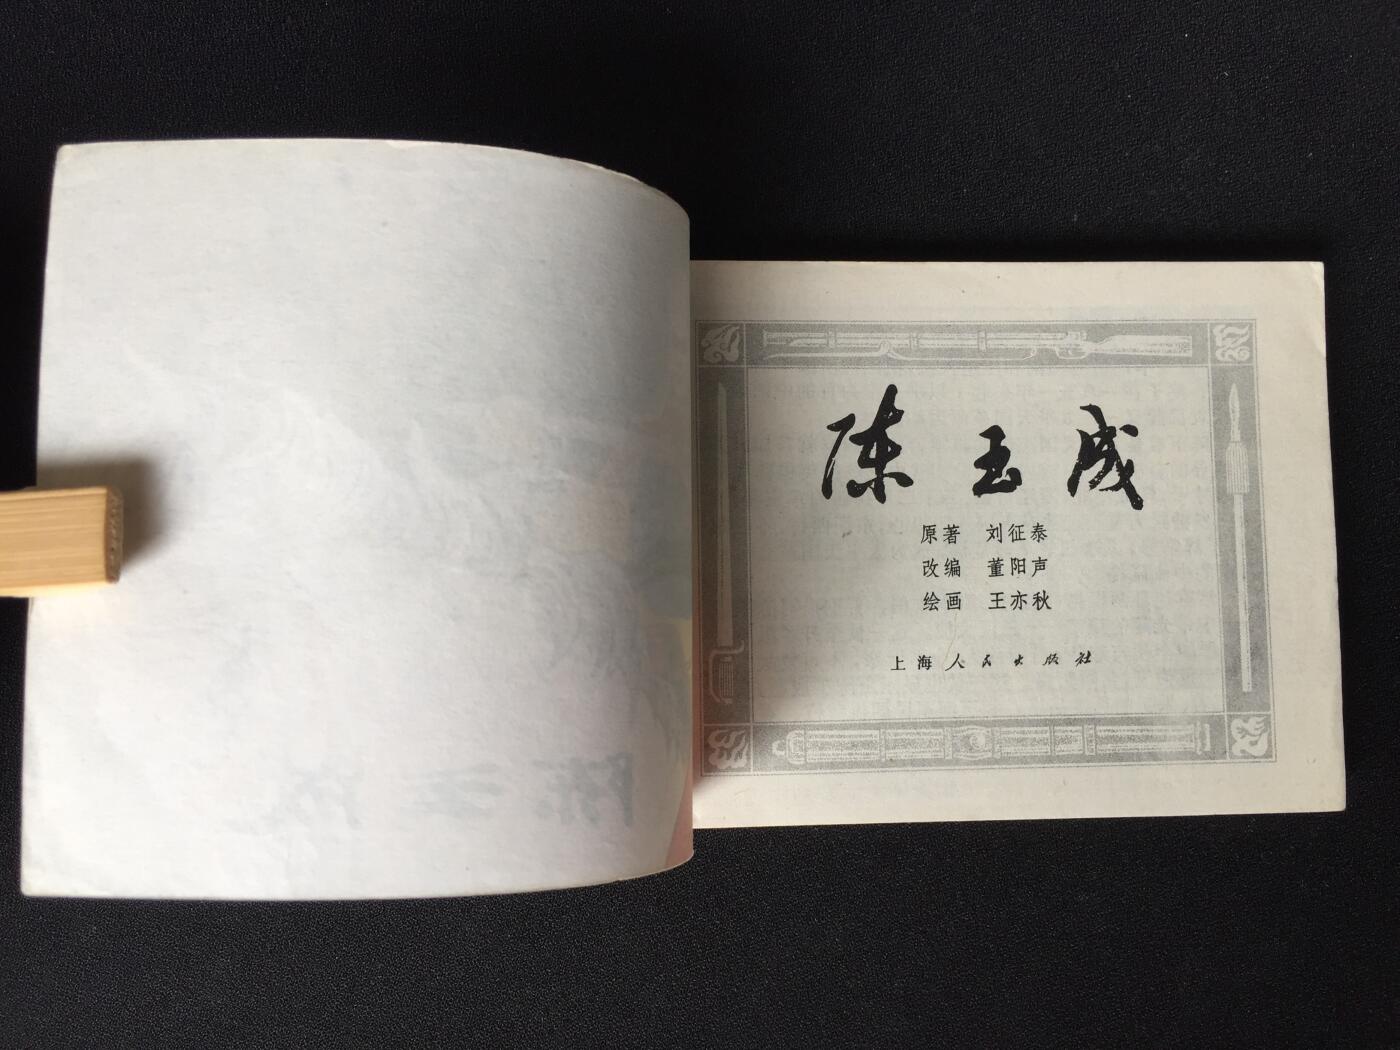 陈玉成
原著 刘征泰
改编 董阳声
绘画 王亦秋
上海人民出版社